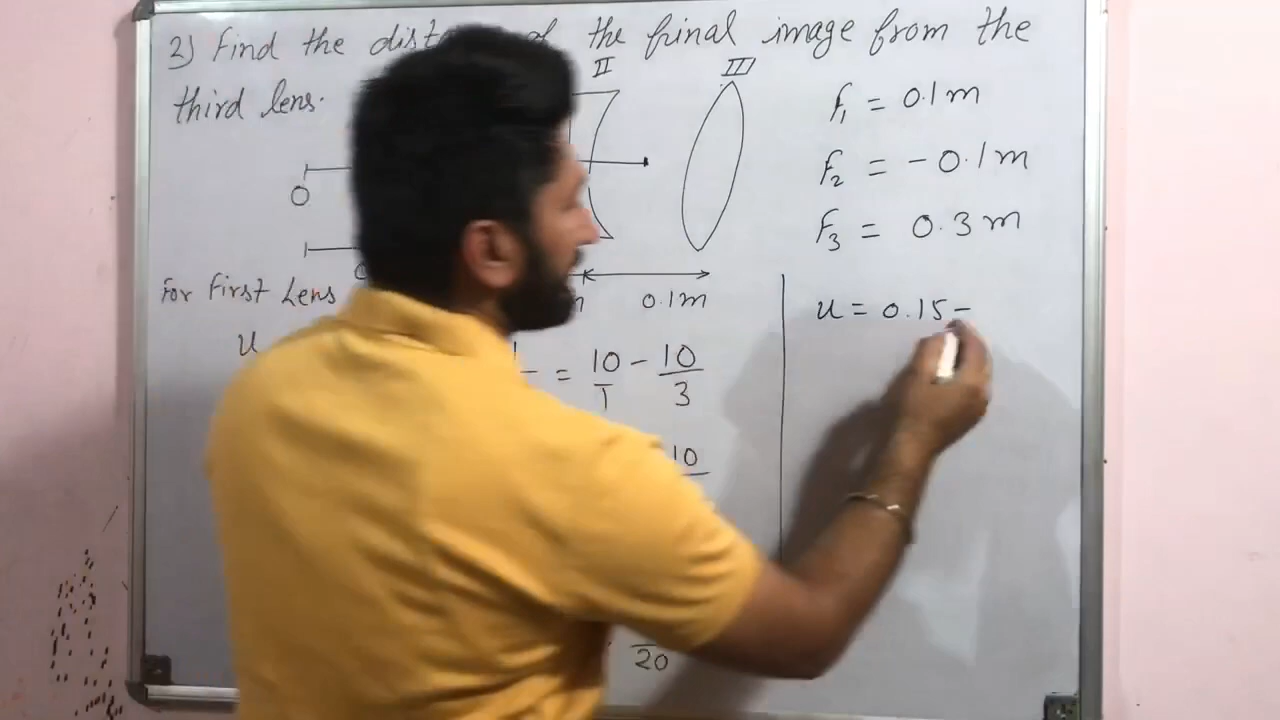 2) Find the of the final image from the
third lens.
II III
O
0.1m
f1 = 0.1m
f2 = -0.1m
f3 = 0.3m
For First Lens
u
= 10/1 - 10/3
10
20
u = 0.15 -